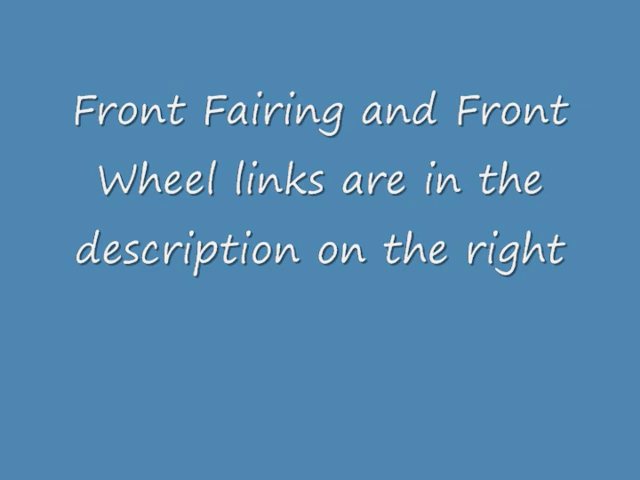 Front Fairing and Front
Wheel links are in the
description on the right